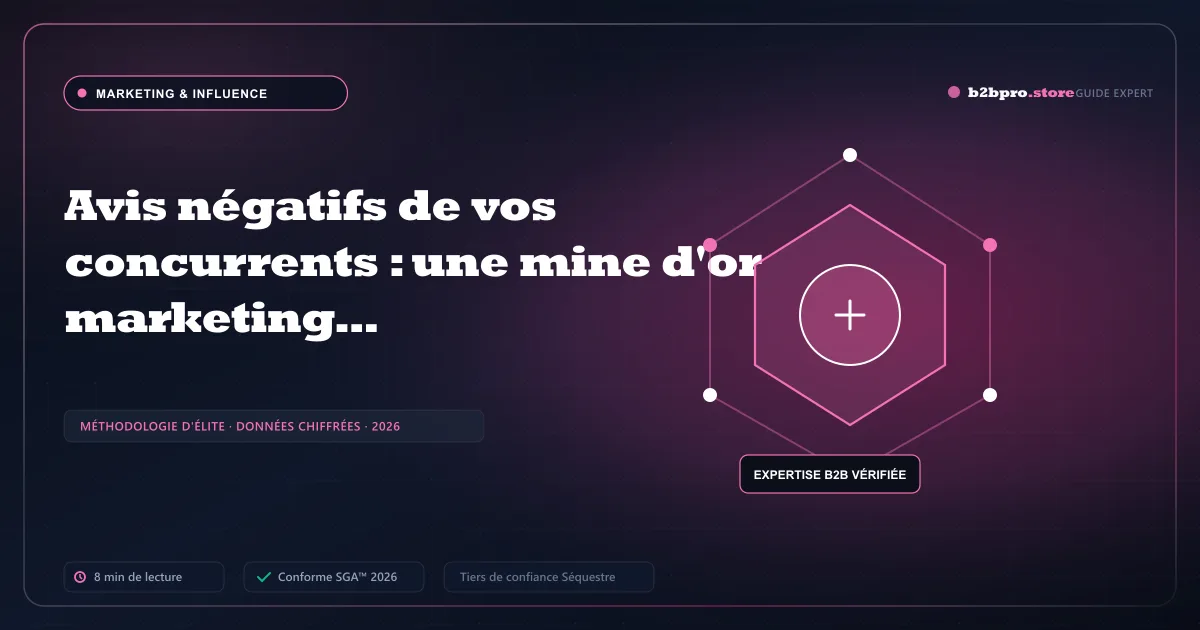 MARKETING & INFLUENCE
b2bpro.store GUIDE EXPERT
Avis négatifs de vos
concurrents : une mine d'or
marketing...
MÉTHODOLOGIE D'ÉLITE · DONNÉES CHIFFRÉES · 2026
EXPERTISE B2B VÉRIFIÉE
8 min de lecture
Conforme SGA™ 2026
Tiers de confiance Séquestre